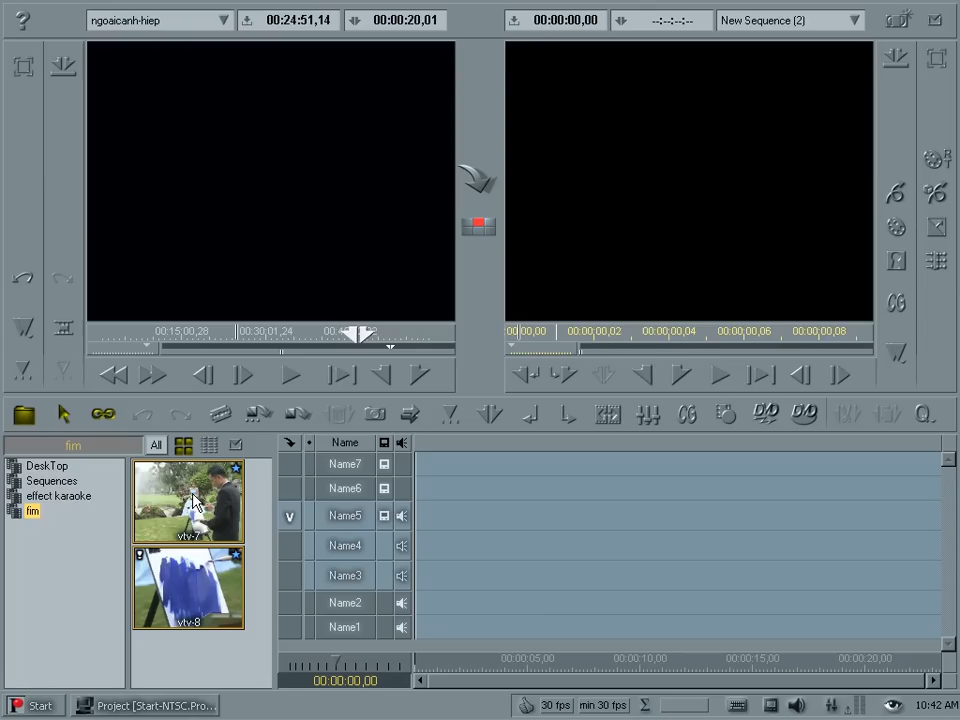 ngoaicanh-hiep
00:24:51,14
00:00:20,01
00:00:00,00
--:--:--
New Sequence (2)
R
T
00:15:00,28
00:30:01,24
00:00:00,02
00:00:00,04
00:00:00,06
00:00:00,08
CG
CG
fim
All
Name
DeskTop
Sequences
effect karaoke
fim
vtv-7
vtv-8
Name7
Name6
V
Name5
Name4
Name3
Name2
Name1
00:00:05,00
00:00:10,00
00:00:15,00
00:00:20,00
00:00:00,00
Start
Project [Start-NTSC.Pro...
30 fps
min 30 fps
Σ
10:42 AM